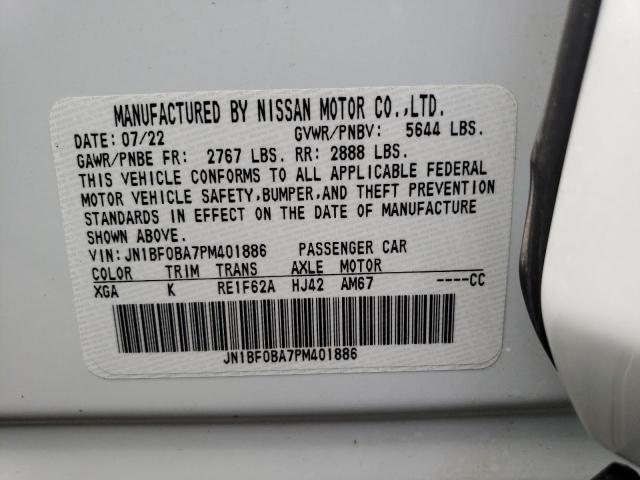 MANUFACTURED BY NISSAN MOTOR CO.,LTD.
DATE: 07/22 GVWR/PNBV: 5644 LBS.
GAWR/PNBE FR: 2767 LBS. RR: 2888 LBS.
THIS VEHICLE CONFORMS TO ALL APPLICABLE FEDERAL
MOTOR VEHICLE SAFETY,BUMPER,AND THEFT PREVENTION
STANDARDS IN EFFECT ON THE DATE OF MANUFACTURE
SHOWN ABOVE.
VIN: JN1BF0BA7PM401886 PASSENGER CAR
COLOR TRIM TRANS AXLE MOTOR
XGA K RE1F62A HJ42 AM67 ----CC
JN1BF0BA7PM401886